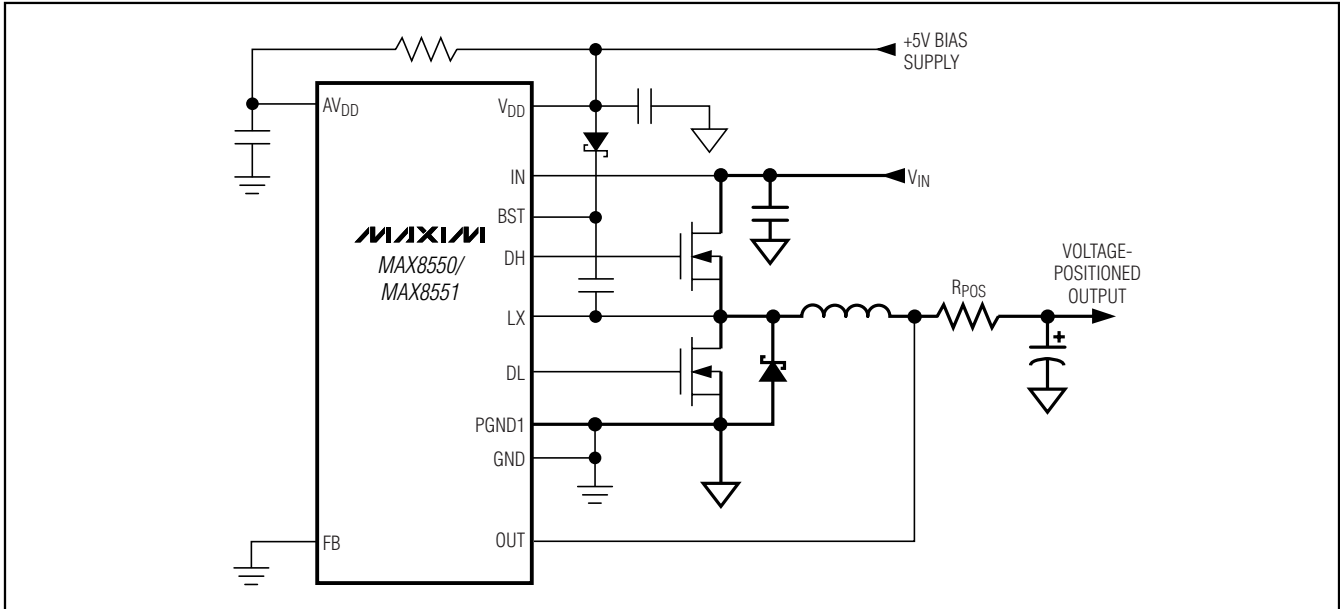 +5V BIAS
SUPPLY
AVDD
VDD
IN
VIN
BST
MAXIM
MAX8550/
MAX8551
DH
VOLTAGE-
POSITIONED
OUTPUT
RPOS
LX
DL
PGND1
GND
FB
OUT
+